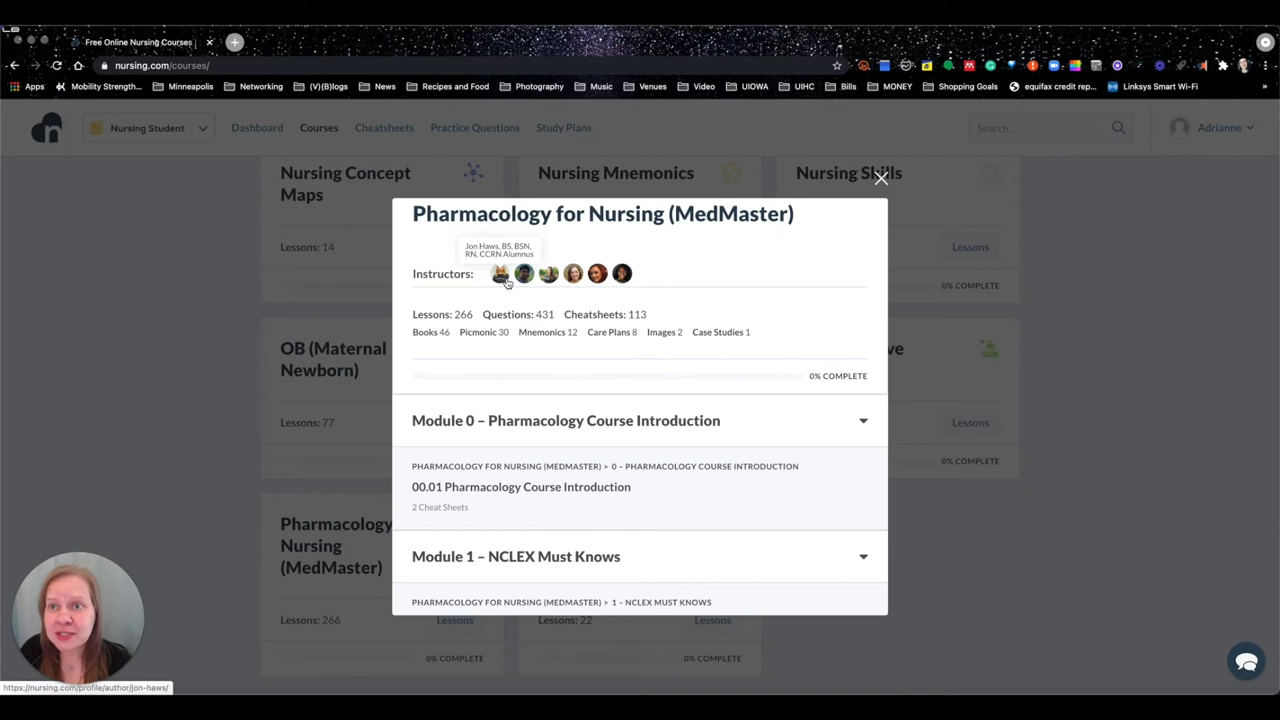 Free Online Nursing Courses |
nursing.com/courses/
Apps
Mobility Strength...
Minneapolis
Networking
(V)(B)logs
News
Recipes and Food
Photography
Music
Venues
Video
UIOWA
UIHC
Bills
MONEY
Shopping Goals
equifax credit rep...
Linksys Smart Wi-Fi
»
Nursing Student
Dashboard
Courses
Cheatsheets
Practice Questions
Study Plans
Search ...
Adrianne
Nursing Concept
Maps
Nursing Mnemonics
Nursing Skills
Lessons: 14
Lessons
0% COMPLETE
Pharmacology for Nursing (MedMaster)
Jon Haws, BS, BSN,
RN, CCRN Alumnus
Instructors:
Lessons: 266 Questions: 431 Cheatsheets: 113
Books 46 Picmonic 30 Mnemonics 12 Care Plans 8 Images 2 Case Studies 1
0% COMPLETE
OB (Maternal
Newborn)
Lessons: 77
Lessons
0% COMPLETE
Module 0 – Pharmacology Course Introduction
PHARMACOLOGY FOR NURSING (MEDMASTER) > 0 – PHARMACOLOGY COURSE INTRODUCTION
00.01 Pharmacology Course Introduction
2 Cheat Sheets
Module 1 – NCLEX Must Knows
PHARMACOLOGY FOR NURSING (MEDMASTER) > 1 – NCLEX MUST KNOWS
Pharmacology
Nursing
(MedMaster)
Lessons: 266
Lessons
0% COMPLETE
Lessons: 22
Lessons
0% COMPLETE
https://nursing.com/profile/author/jon-haws/